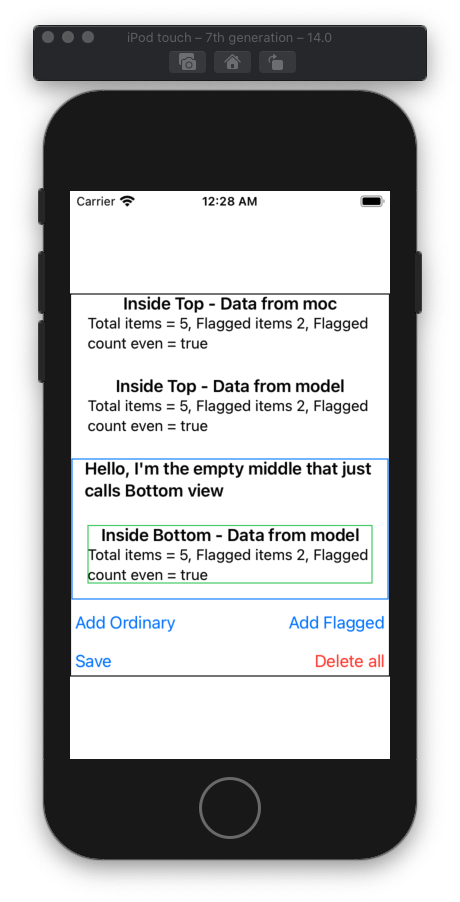 iPod touch – 7th generation – 14.0
Carrier 12:28 AM
Inside Top - Data from moc
Total items = 5, Flagged items 2, Flagged
count even = true
Inside Top - Data from model
Total items = 5, Flagged items 2, Flagged
count even = true
Hello, I'm the empty middle that just
calls Bottom view
Inside Bottom - Data from model
Total items = 5, Flagged items 2, Flagged
count even = true
Add Ordinary Add Flagged
Save Delete all